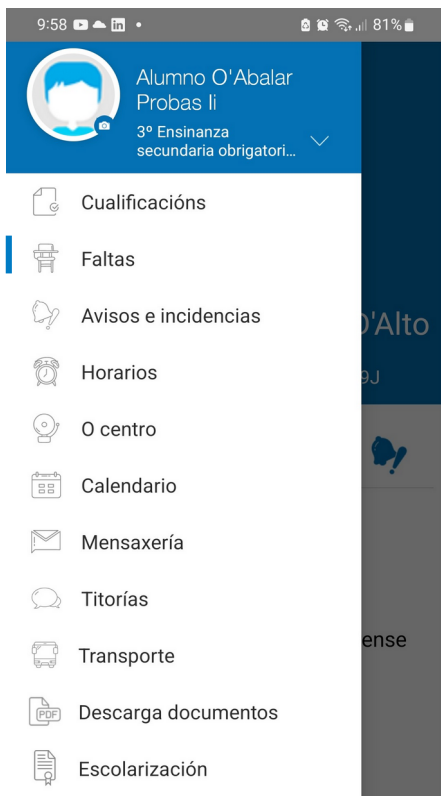 9:58
81%
Alumno O'Abalar
Probas Ii
3º Ensinanza
secundaria obrigatori...
Cualificacións
Faltas
Avisos e incidencias
O'Alto
Horarios
9J
O centro
Calendario
Mensaxería
Titorías
ense
Transporte
PDF
Descarga documentos
Escolarización